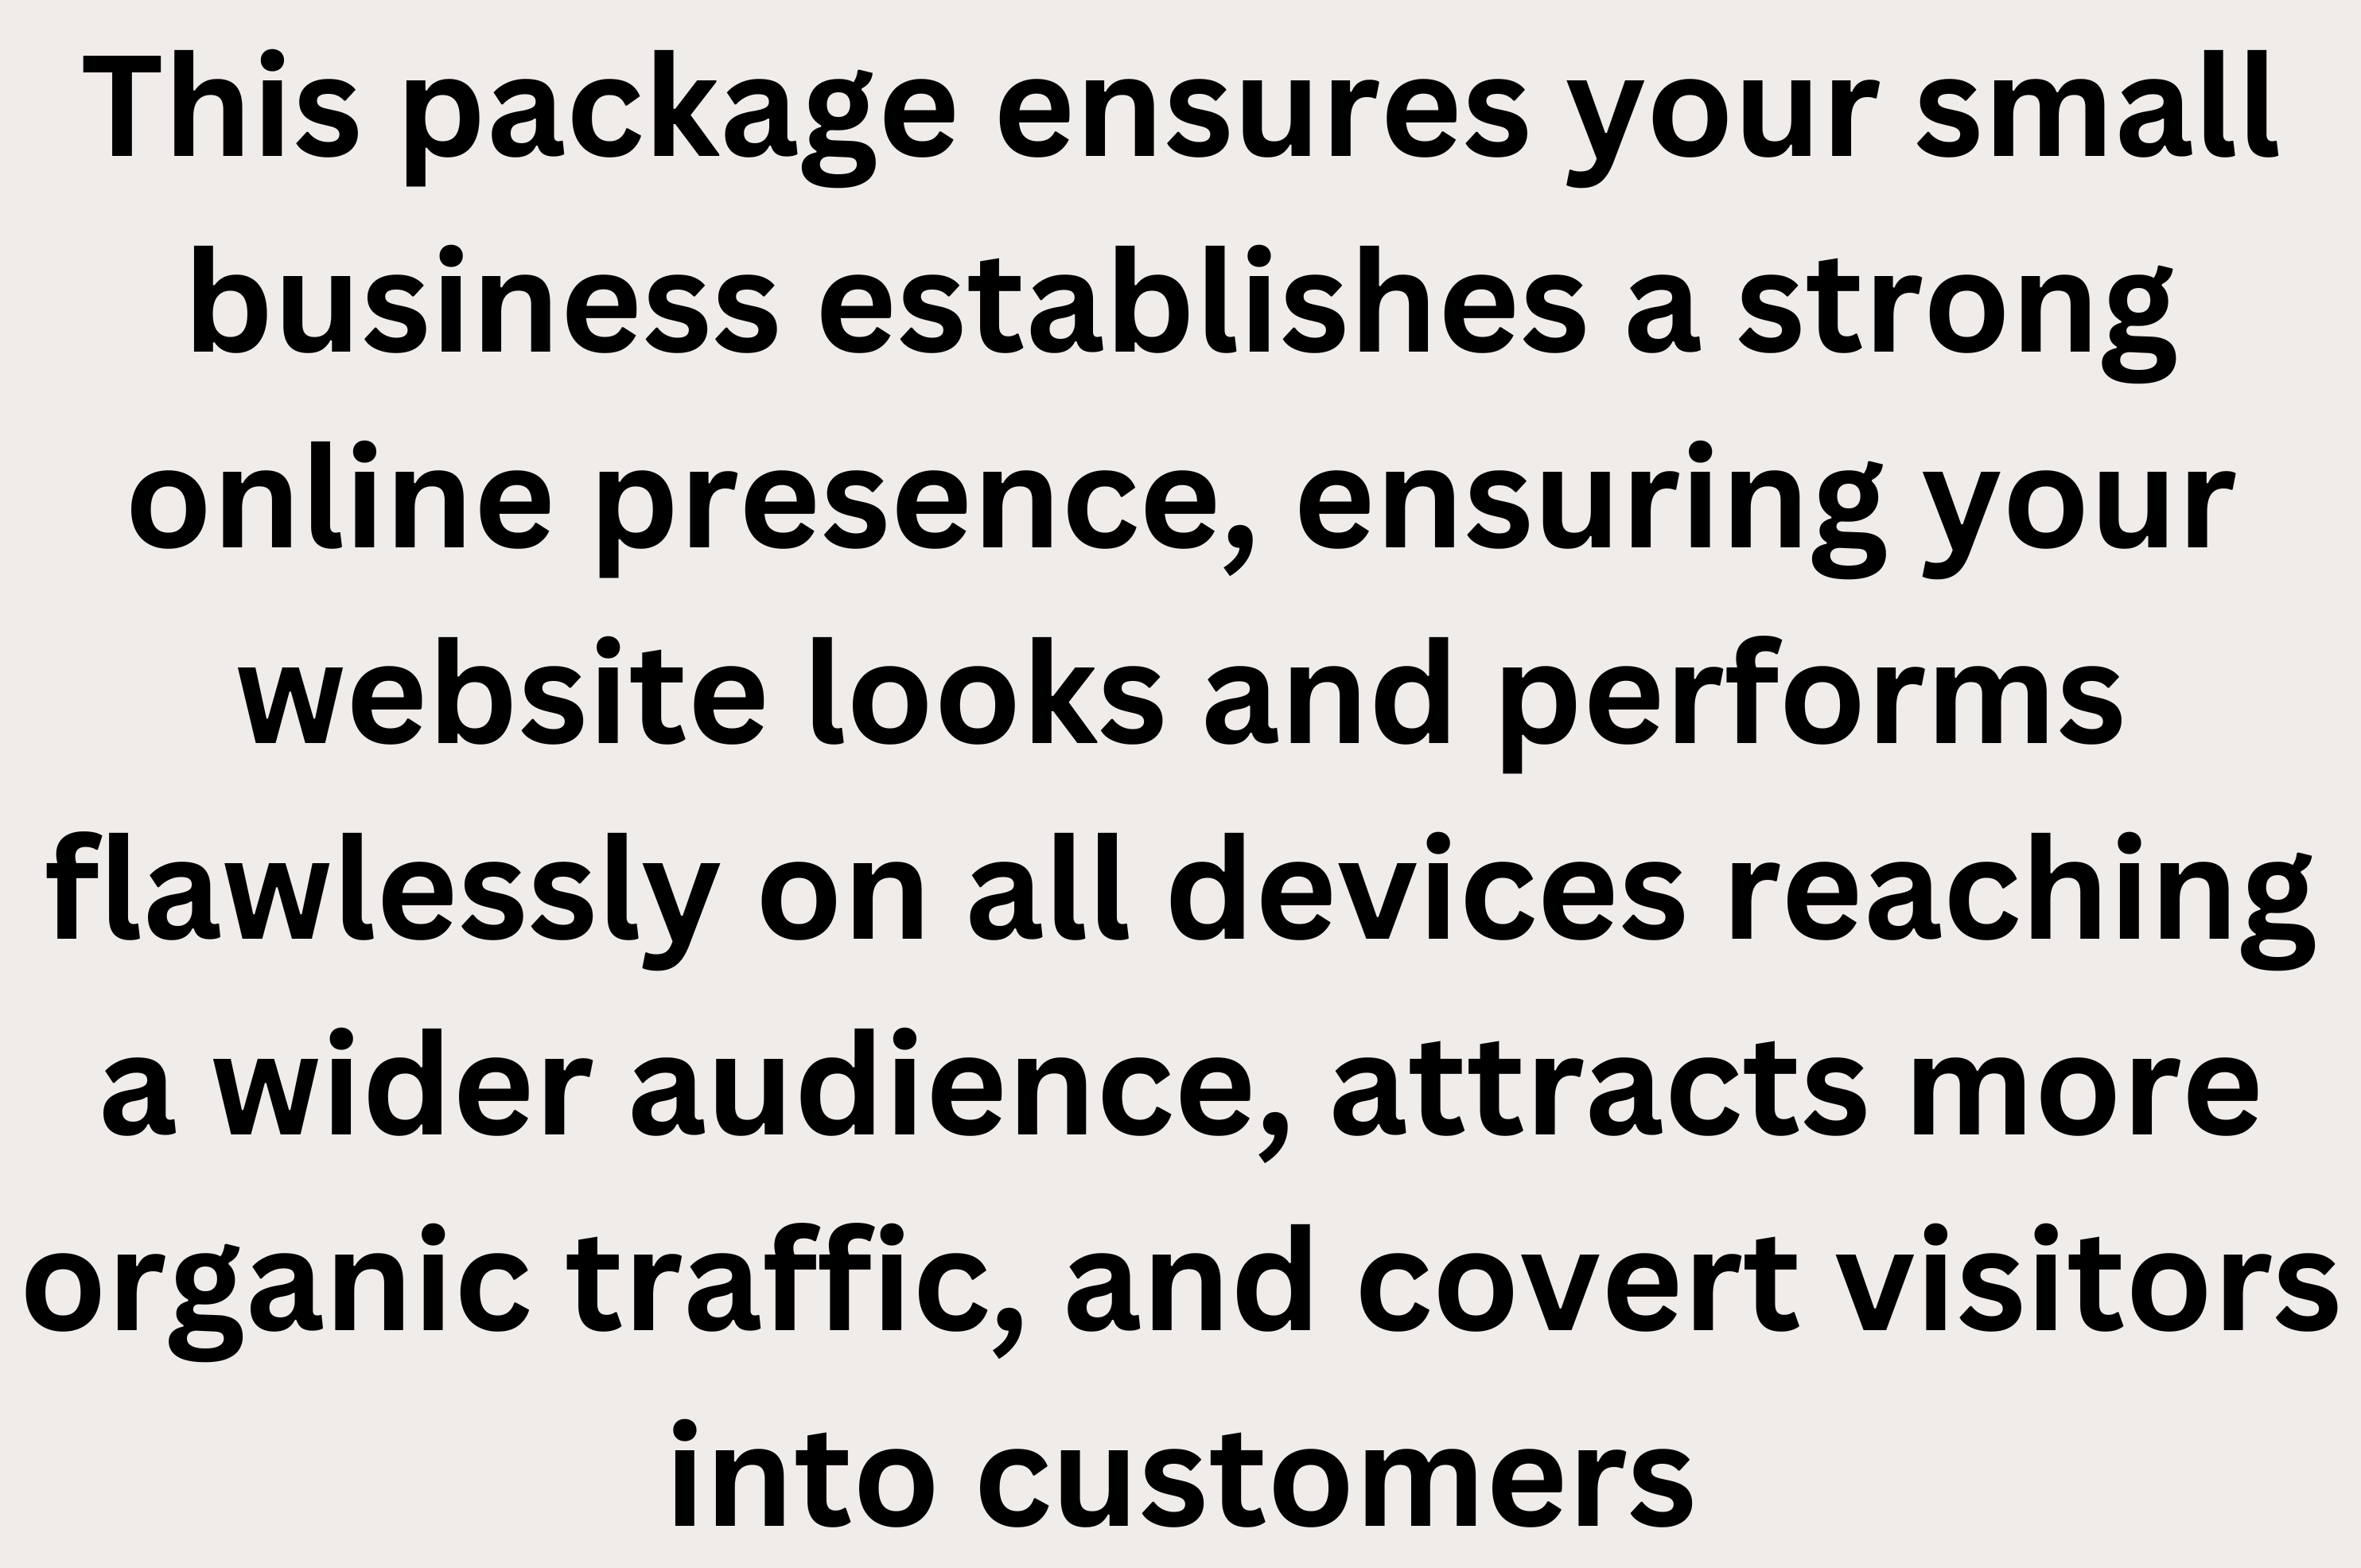 This package ensures your small
business establishes a strong
online presence, ensuring your
website looks and performs
flawlessly on all devices reaching
a wider audience, attracts more
organic traffic, and covert visitors
into customers